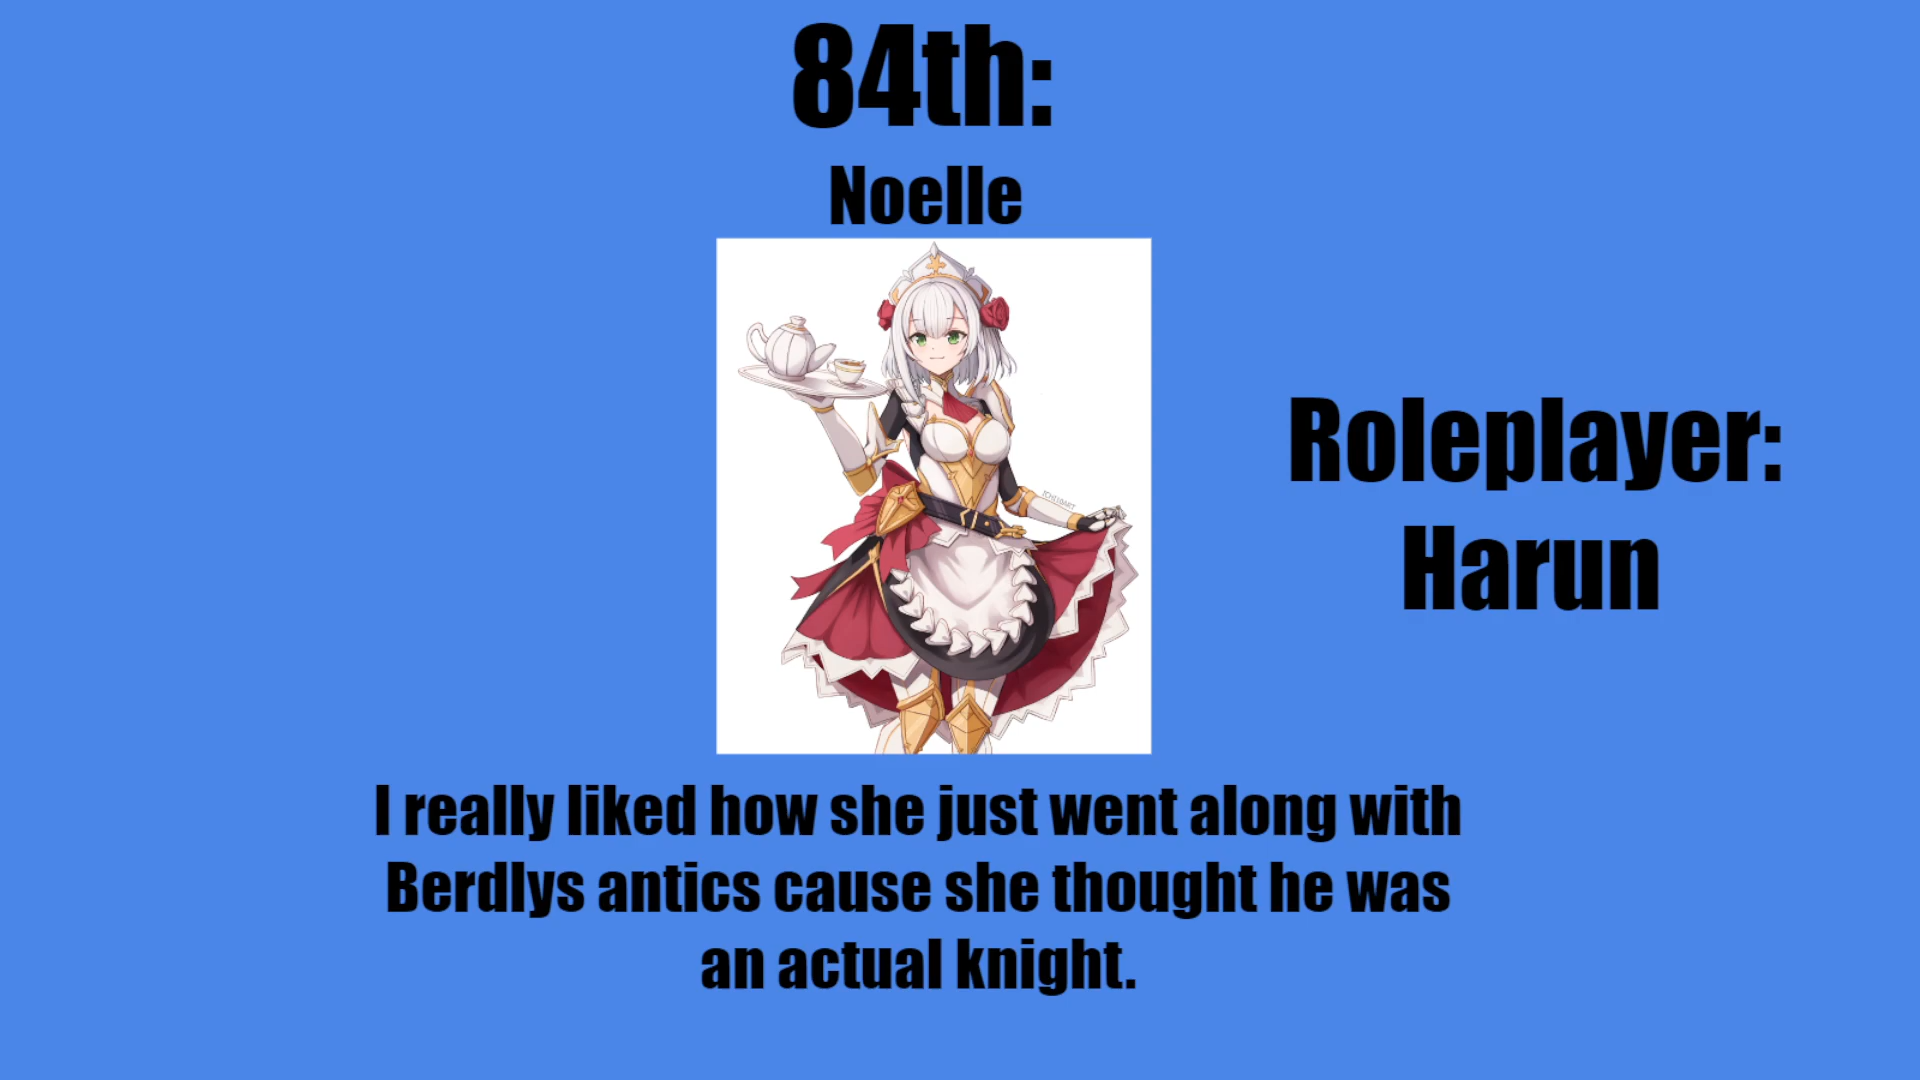 84th:
Noelle
Roleplayer:
Harun
I really liked how she just went along with
Berdlys antics cause she thought he was
an actual knight.